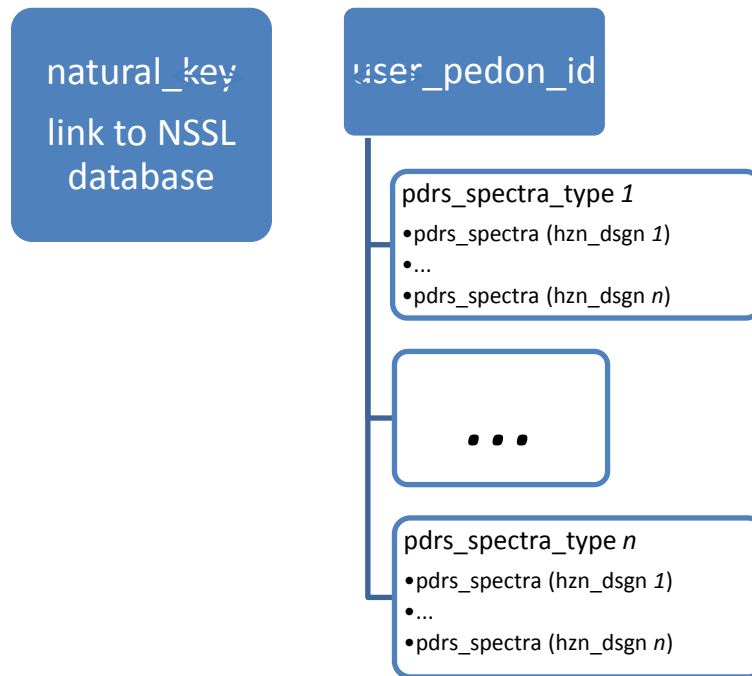 natural_key
link to NSSL
database
user_pedon_id
pdrs_spectra_type 1
•pdrs_spectra (hzn_dsgn 1)
•...
•pdrs_spectra (hzn_dsgn n)
...
pdrs_spectra_type n
•pdrs_spectra (hzn_dsgn 1)
•...
•pdrs_spectra (hzn_dsgn n)